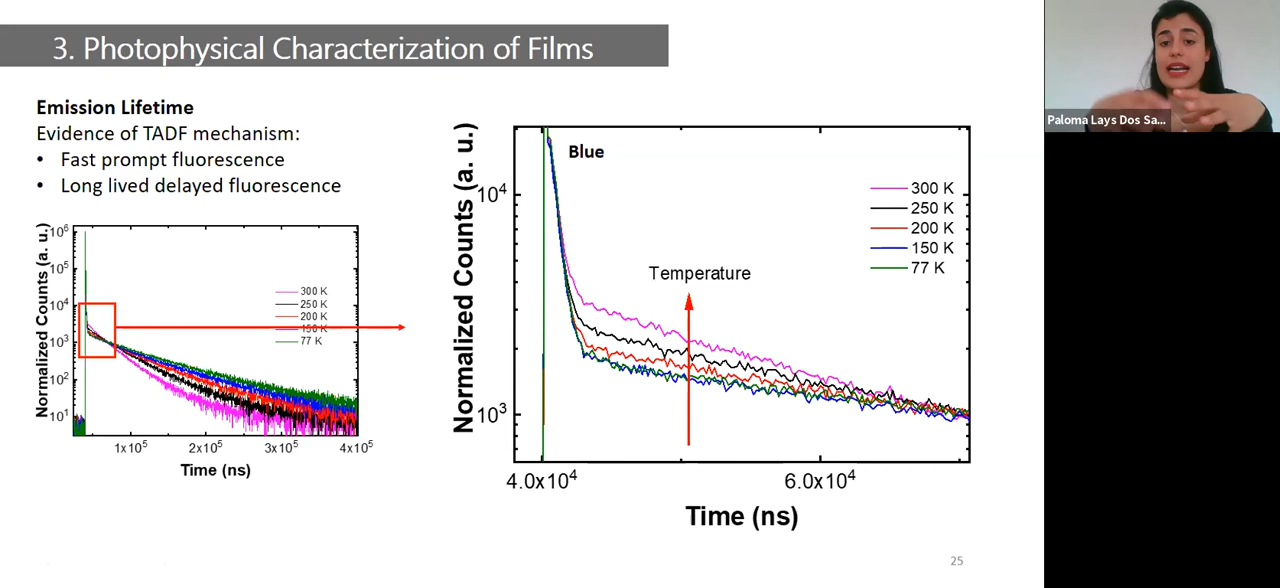 3. Photophysical Characterization of Films
Emission Lifetime
Evidence of TADF mechanism:
• Fast prompt fluorescence
• Long lived delayed fluorescence
Normalized Counts (a. u.)
10⁶
10⁵
10⁴
10³
10²
10¹
300 K
250 K
200 K
150 K
77 K
1x10⁵
2x10⁵
3x10⁵
4x10⁵
Time (ns)
Normalized Counts (a. u.)
10⁴
10³
Blue
Temperature
300 K
250 K
200 K
150 K
77 K
4.0x10⁴
6.0x10⁴
Time (ns)
25
Paloma Lays Dos Sa...